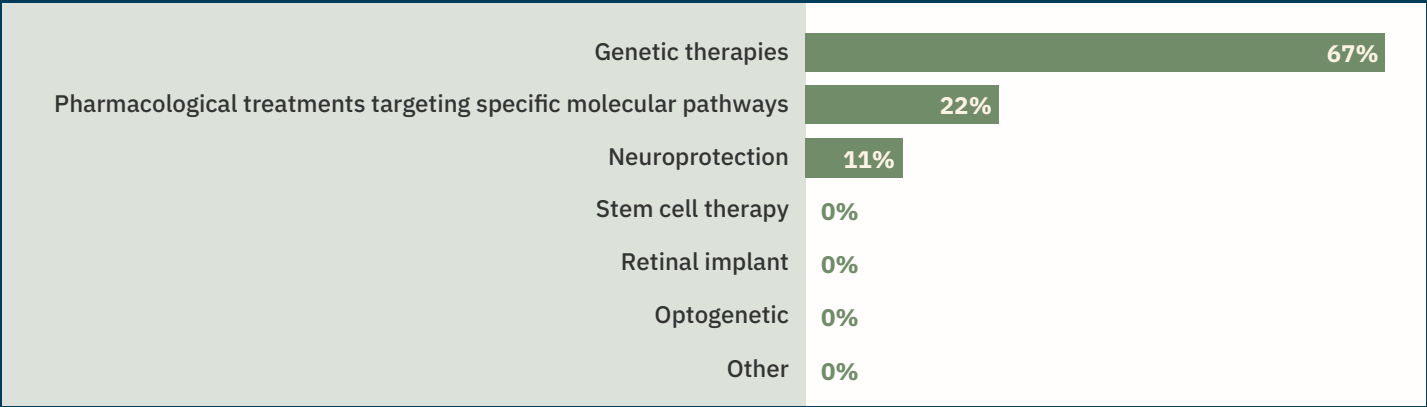 Genetic therapies 67%
Pharmacological treatments targeting specific molecular pathways 22%
Neuroprotection 11%
Stem cell therapy 0%
Retinal implant 0%
Optogenetic 0%
Other 0%